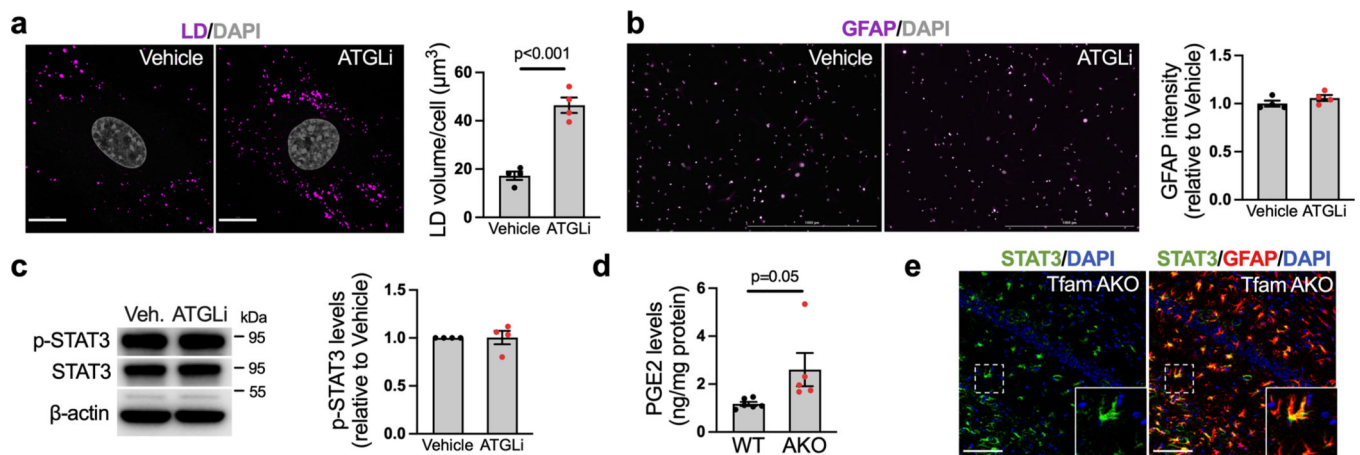 a
LD/DAPI
Vehicle
ATGLi
LD volume/cell (μm³)
60
40
20
0
p<0.001
Vehicle ATGLi
b
GFAP/DAPI
Vehicle
ATGLi
1000 μm
1000 μm
GFAP intensity
(relative to Vehicle)
1.5
1.0
0.5
0.0
Vehicle ATGLi
c
Veh. ATGLi kDa
p-STAT3
95
STAT3
95
55
β-actin
p-STAT3 levels
(relative to Vehicle)
1.5
1.0
0.5
0.0
Vehicle ATGLi
d
p=0.05
PGE2 levels
(ng/mg protein)
6
4
2
0
WT AKO
e
STAT3/DAPI
Tfam AKO
STAT3/GFAP/DAPI
Tfam AKO